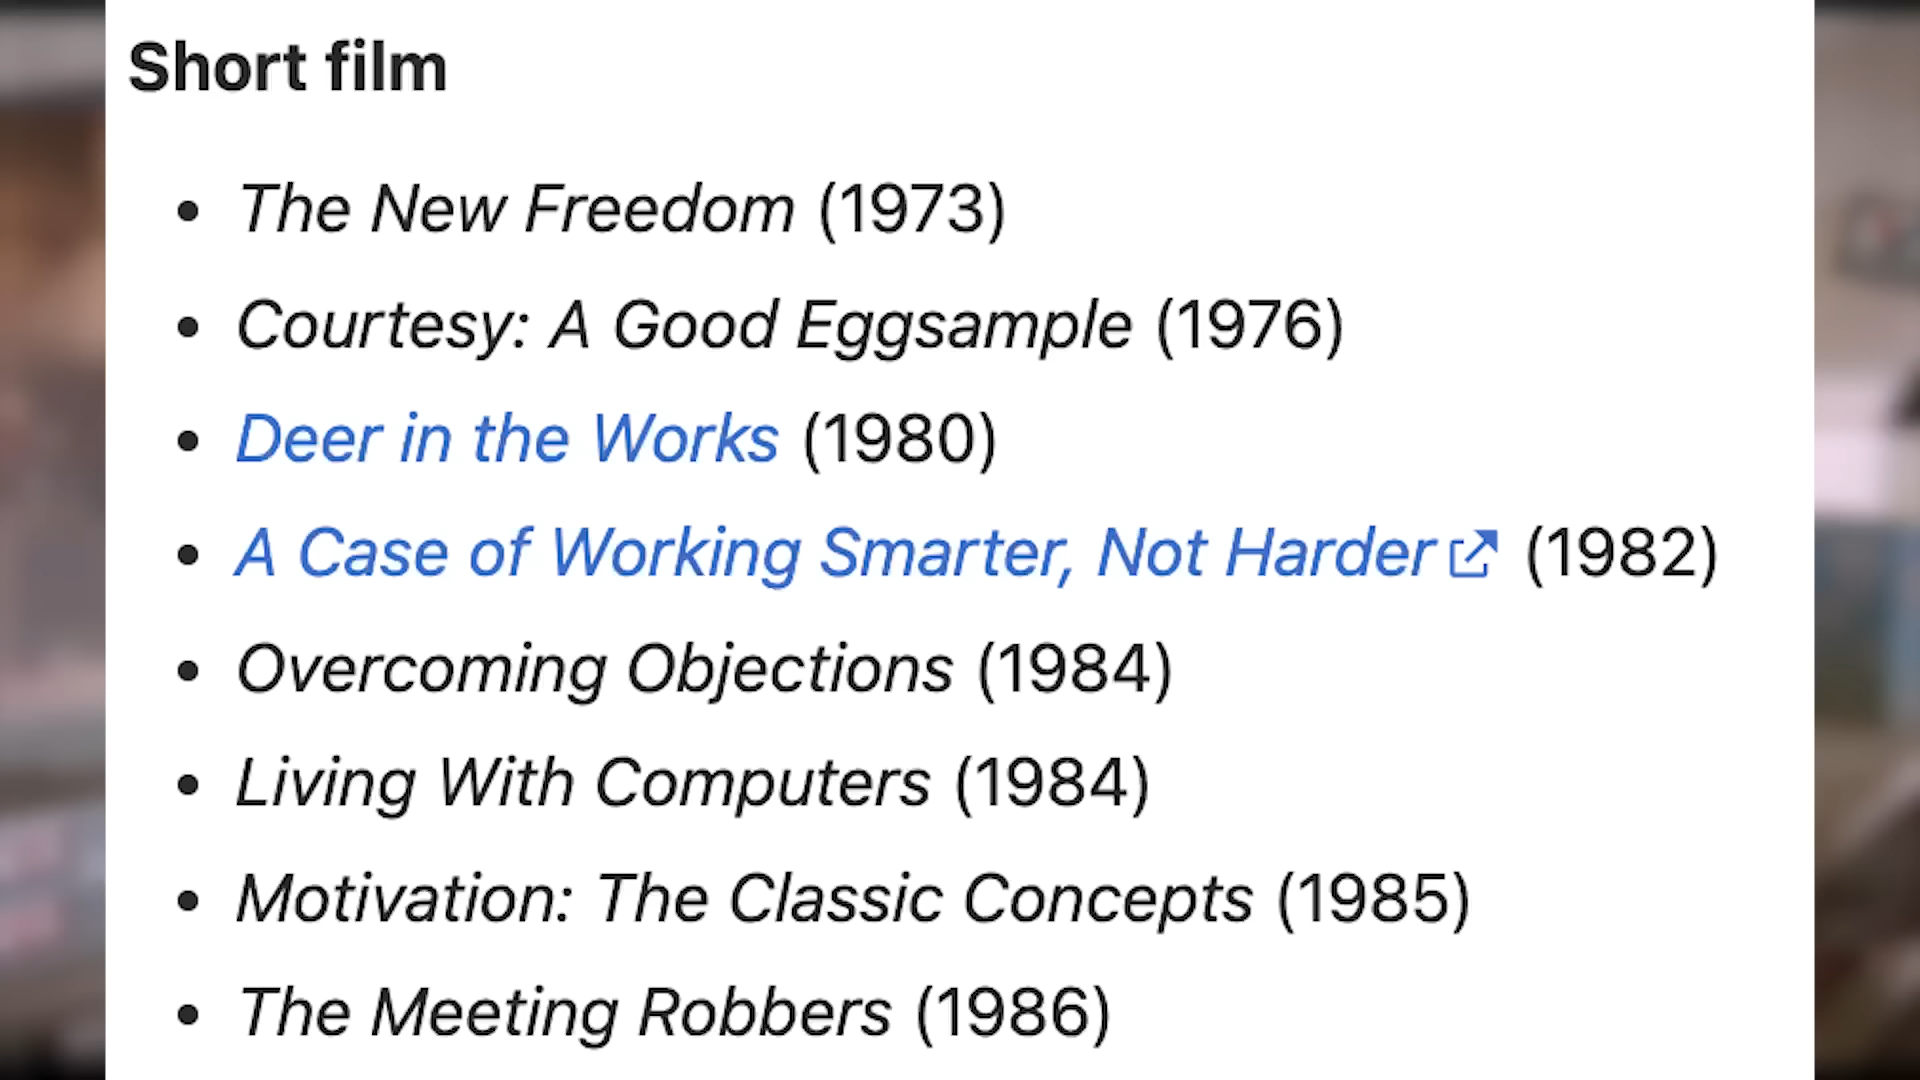 Short film
• The New Freedom (1973)
• Courtesy: A Good Eggsample (1976)
• Deer in the Works (1980)
• A Case of Working Smarter, Not Harder (1982)
• Overcoming Objections (1984)
• Living With Computers (1984)
• Motivation: The Classic Concepts (1985)
• The Meeting Robbers (1986)